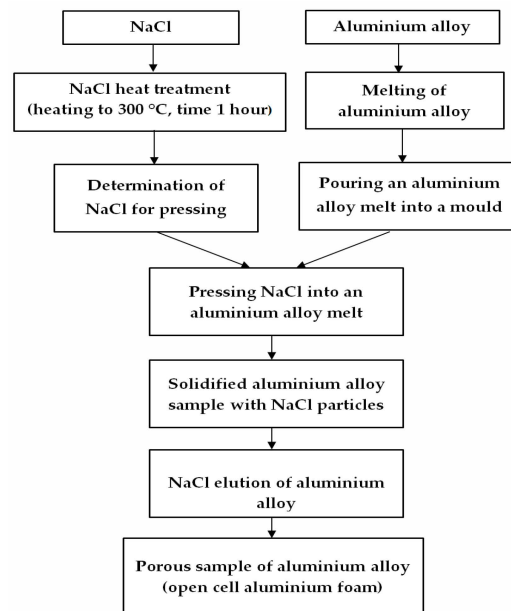 NaCl
Aluminium alloy
NaCl heat treatment
(heating to 300 °C, time 1 hour)
Melting of
aluminium alloy
Determination of
NaCl for pressing
Pouring an aluminium
alloy melt into a mould
Pressing NaCl into an
aluminium alloy melt
Solidified aluminium alloy
sample with NaCl particles
NaCl elution of aluminium
alloy
Porous sample of aluminium alloy
(open cell aluminium foam)